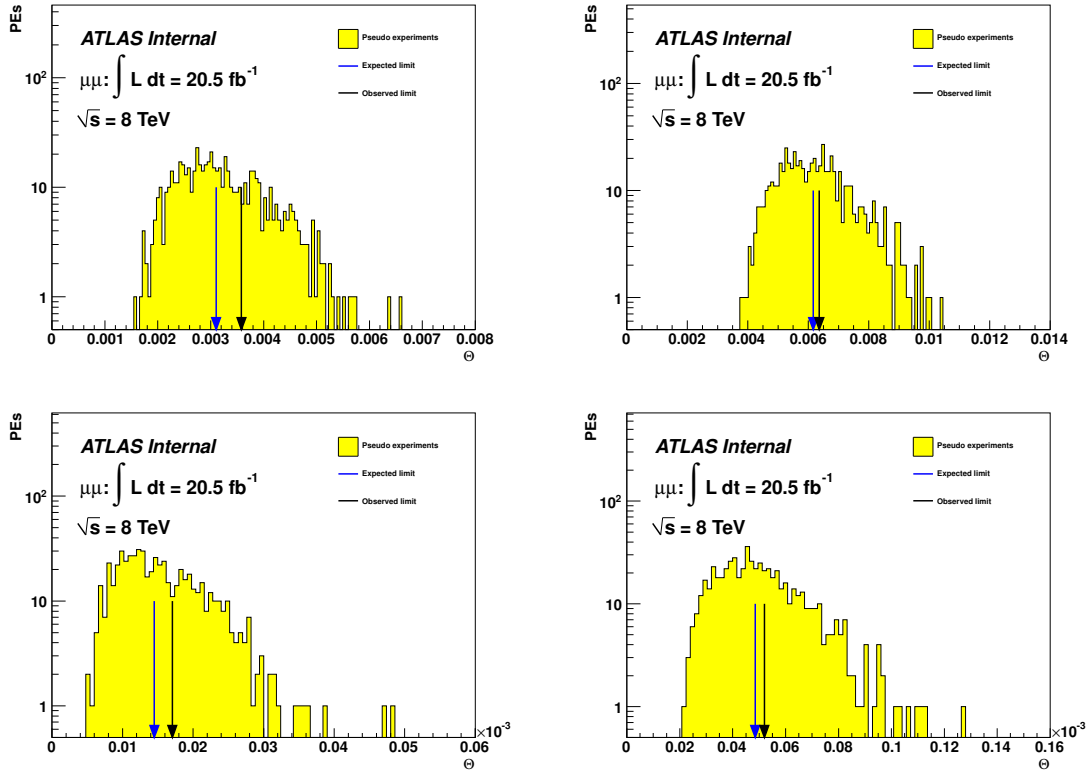 PEs
ATLAS Internal
μμ: ∫ L dt = 20.5 fb⁻¹
√s = 8 TeV
Pseudo experiments
Expected limit
Observed limit
10²
10
1
0 0.001 0.002 0.003 0.004 0.005 0.006 0.007 0.008
Θ
PEs
ATLAS Internal
μμ: ∫ L dt = 20.5 fb⁻¹
√s = 8 TeV
Pseudo experiments
Expected limit
Observed limit
10²
10
1
0 0.002 0.004 0.006 0.008 0.01 0.012 0.014
Θ
PEs
ATLAS Internal
μμ: ∫ L dt = 20.5 fb⁻¹
√s = 8 TeV
Pseudo experiments
Expected limit
Observed limit
10²
10
1
0 0.01 0.02 0.03 0.04 0.05 0.06
×10⁻³
Θ
PEs
ATLAS Internal
μμ: ∫ L dt = 20.5 fb⁻¹
√s = 8 TeV
Pseudo experiments
Expected limit
Observed limit
10²
10
1
0 0.02 0.04 0.06 0.08 0.1 0.12 0.14 0.16
×10⁻³
Θ